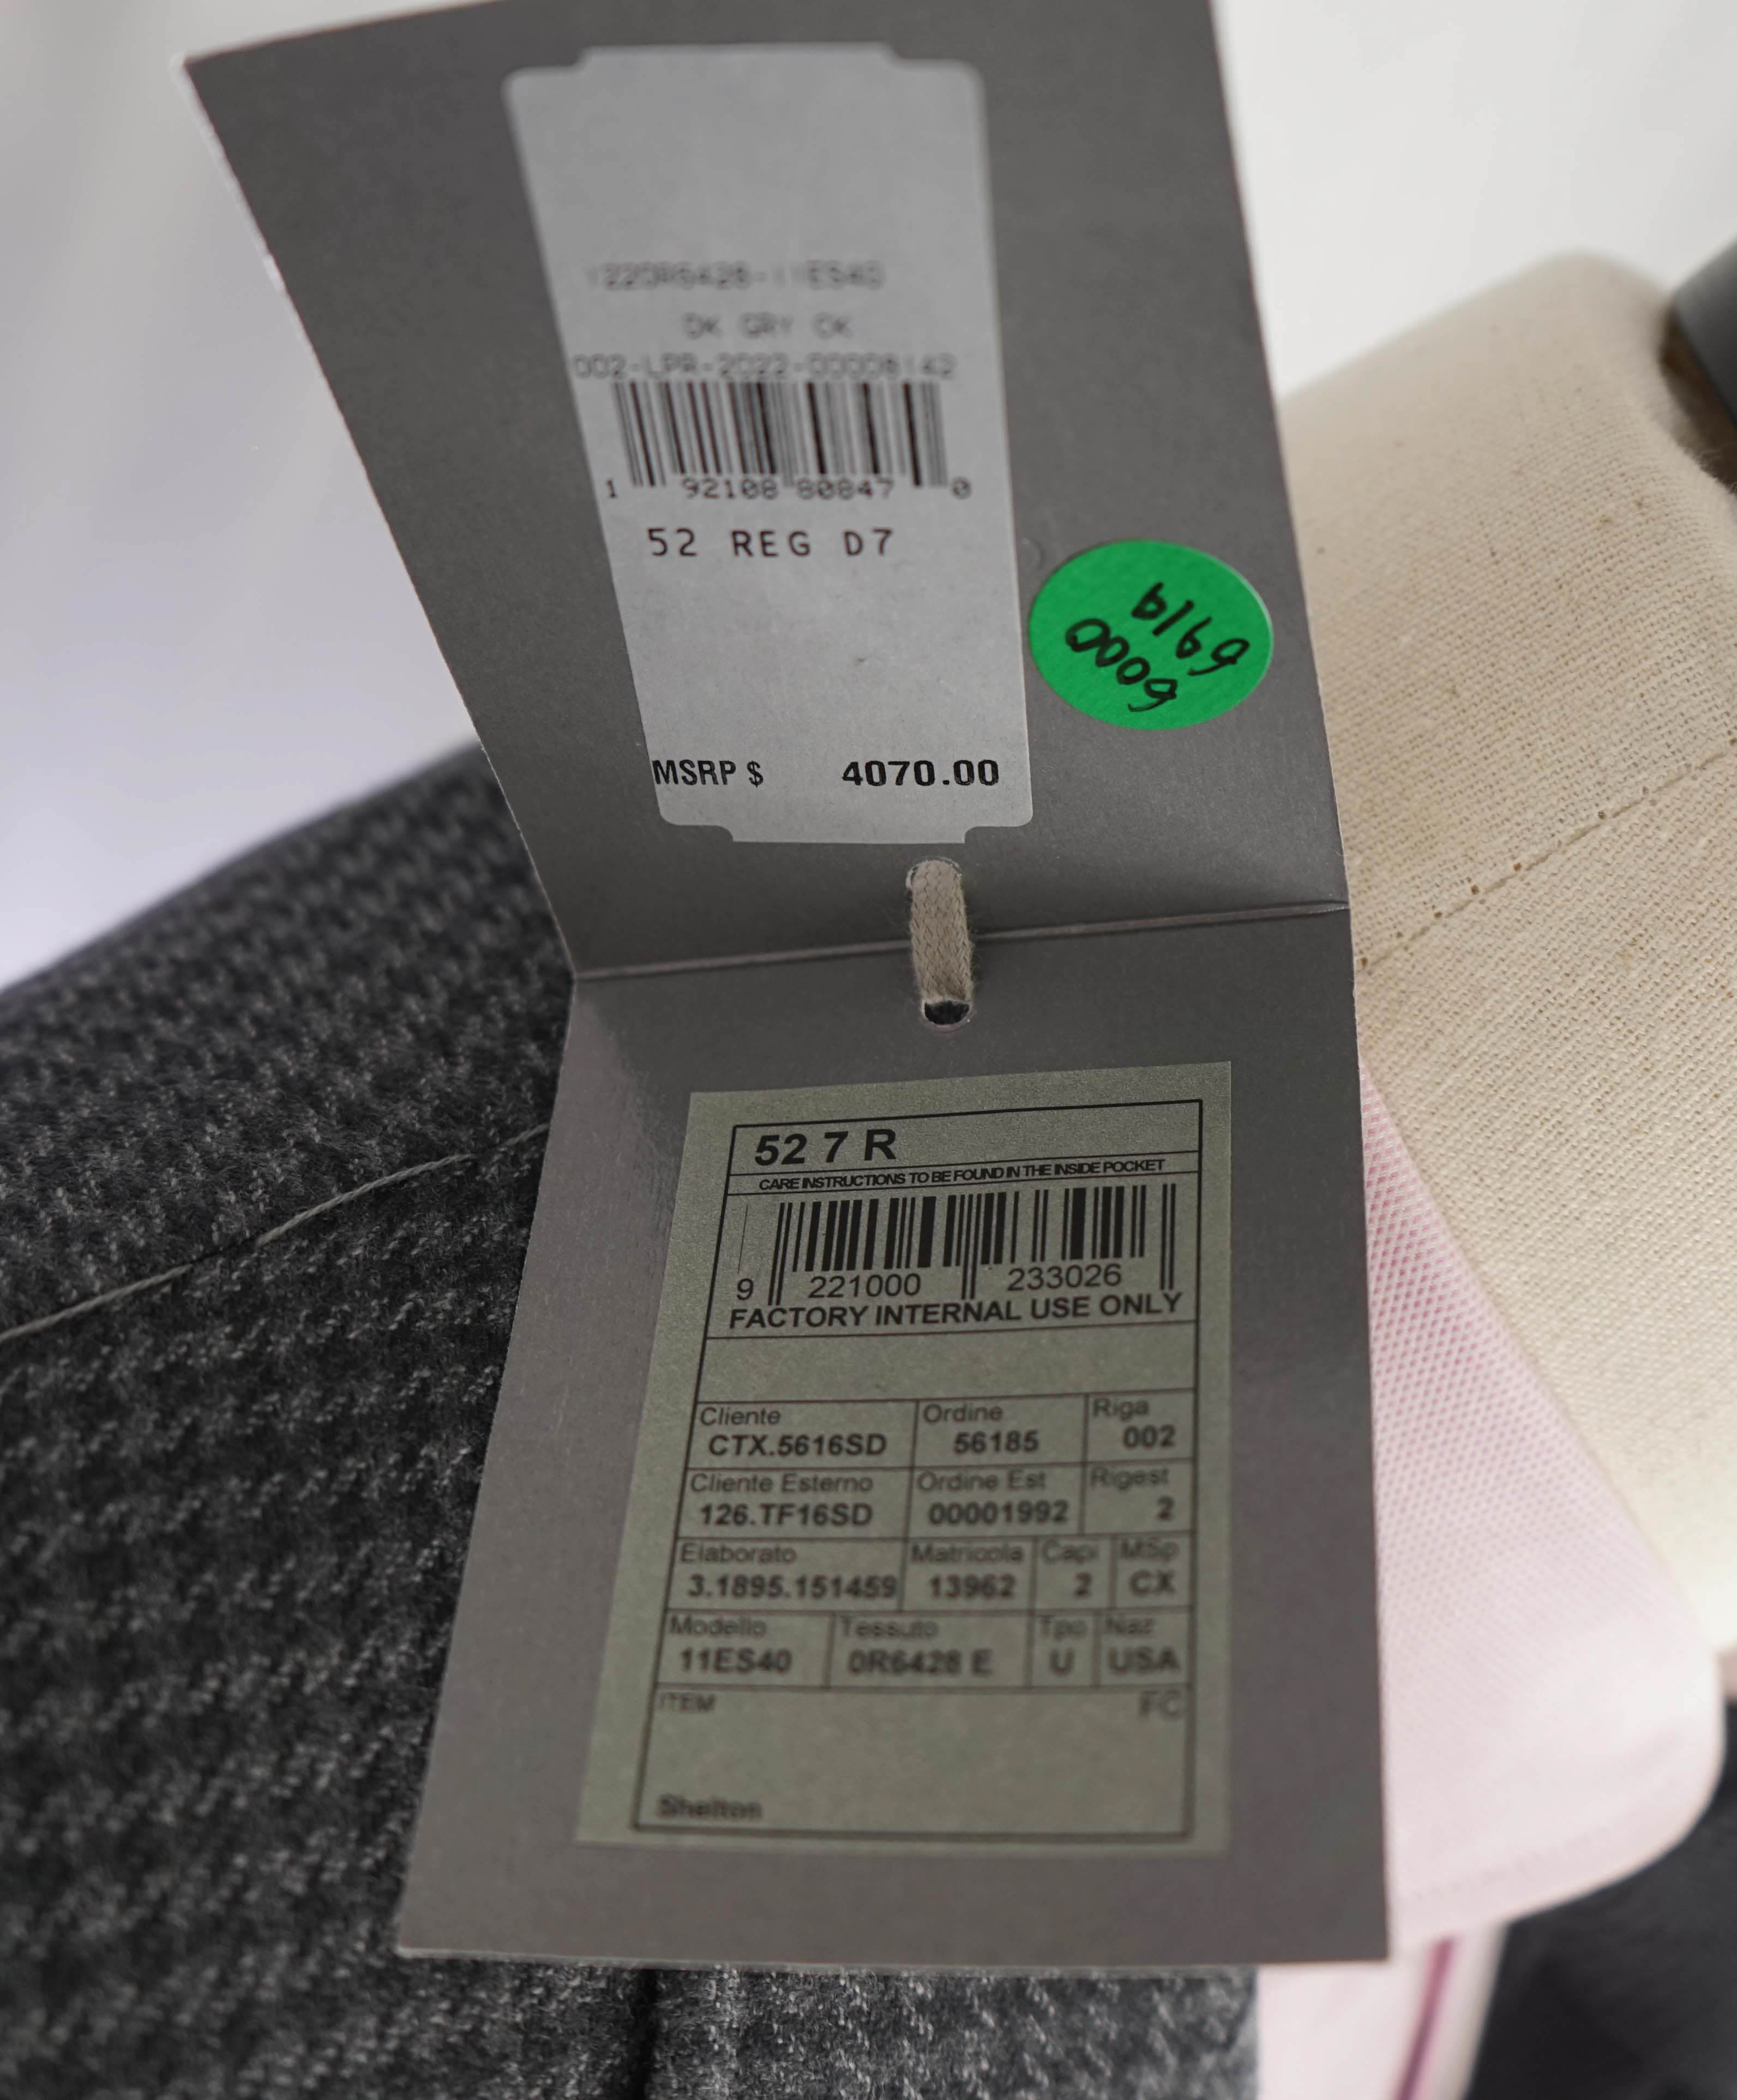 Y220R6428-11ES40
DK GRY CK
002-LPR-2022-00008142
1 92108 80847 0
52 REG D7
MSRP $ 4070.00
6000
52 7 R
CARE INSTRUCTIONS TO BE FOUND IN THE INSIDE POCKET
9 221000 233026
FACTORY INTERNAL USE ONLY
Cliente Ordine Riga
CTX.5616SD 56185 002
Cliente Esterno Ordine Est Rigest
126.TF16SD 00001992 2
Elaborato Matricola Capi MSp
3.1895.151459 13962 2 CX
Modello Tessuto Tpo Naz
11ES40 0R6428 E U USA
ITEM FC
Shelton